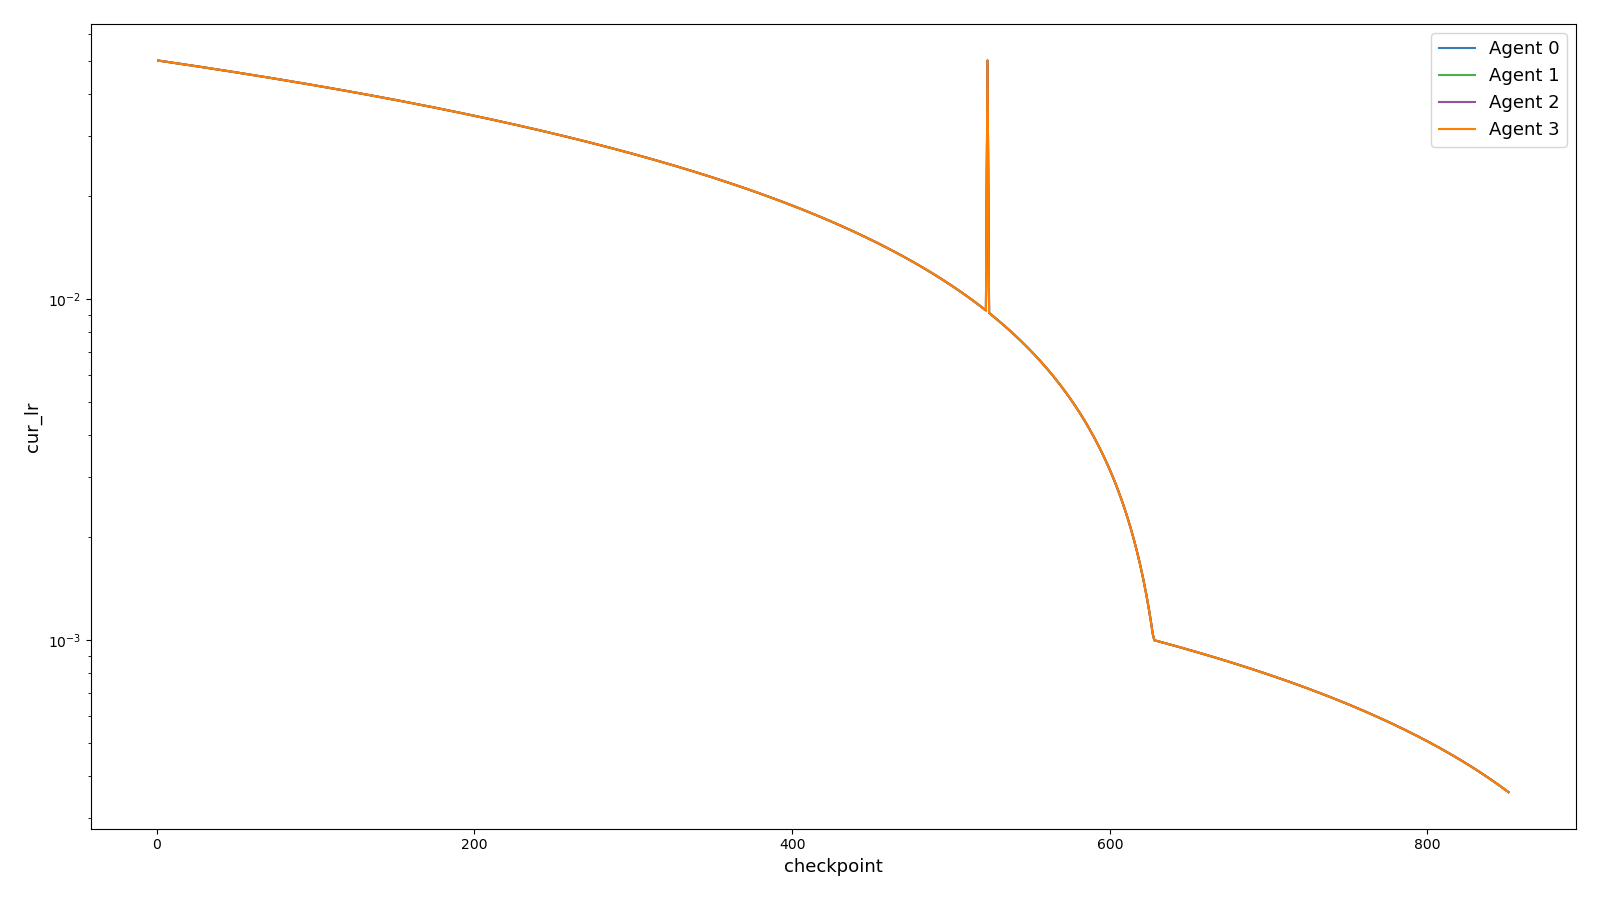 Agent 0
Agent 1
Agent 2
Agent 3
cur_lr
10⁻²
10⁻³
0 200 400 600 800
checkpoint